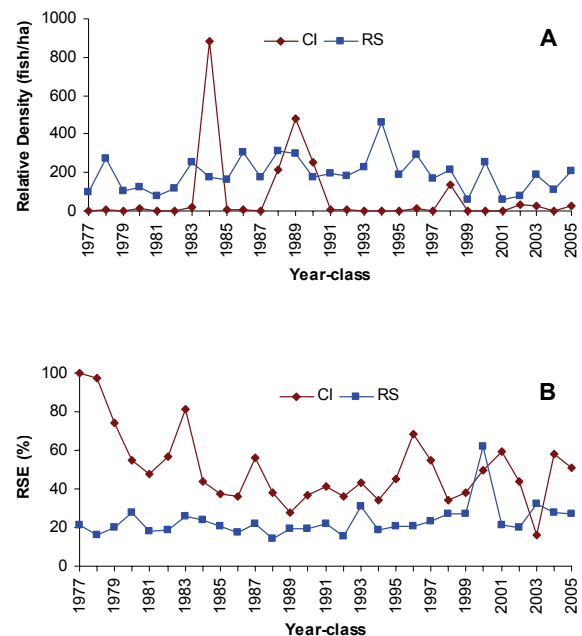 A
CI RS
Relative Density (fish/ha)
1000
800
600
400
200
0
1977 1979 1981 1983 1985 1987 1989 1991 1993 1995 1997 1999 2001 2003 2005
Year-class
B
CI RS
RSE (%)
100
80
60
40
20
0
1977 1979 1981 1983 1985 1987 1989 1991 1993 1995 1997 1999 2001 2003 2005
Year-class